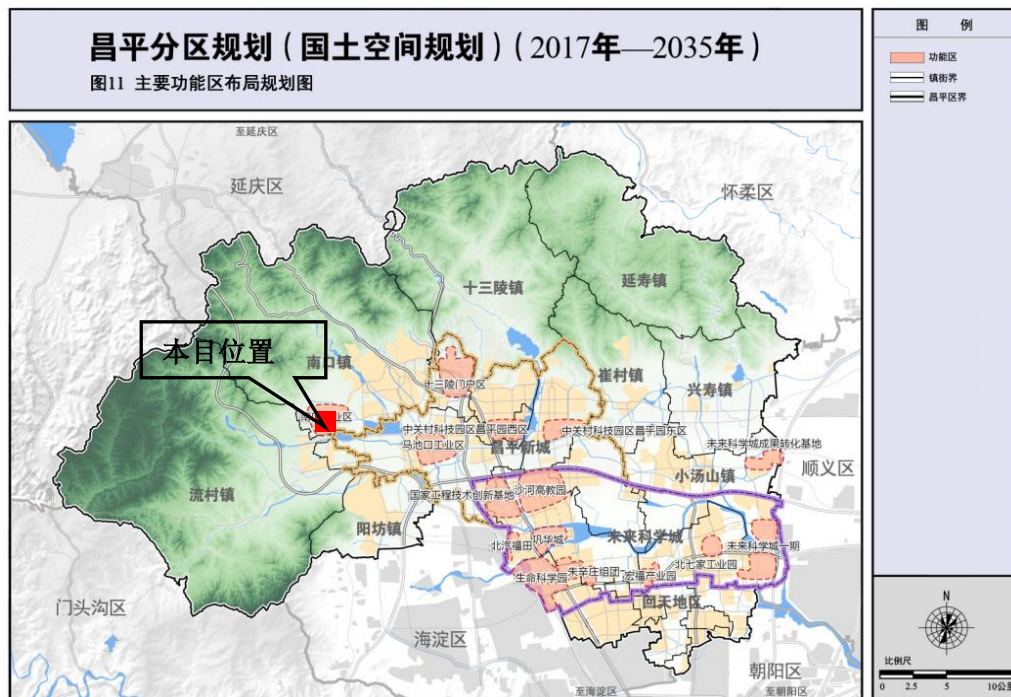 昌平分区规划（国土空间规划）（2017年—2035年）
图11 主要功能区布局规划图
图 例
功能区
镇街界
昌平区界
至延庆区
延庆区
怀柔区
十三陵镇
延寿镇
本目位置
南口镇
崔村镇
兴寿镇
十三陵门户区
中关村科技园区昌平园西区
中关村科技园区昌平园东区
马池口工业区
昌平新城
未来科学城成果转化基地
顺义区
小汤山镇
流村镇
国家工程技术创新基地
沙河高教园
阳坊镇
北汽福田
巩华城
未来科学城
未来科学城一期
生命科学园
朱辛庄组团
宏福产业园
北七家工业园
回天地区
门头沟区
海淀区
朝阳区
至海淀区
至朝阳区
N
比例尺
0 2.5 5 10公里